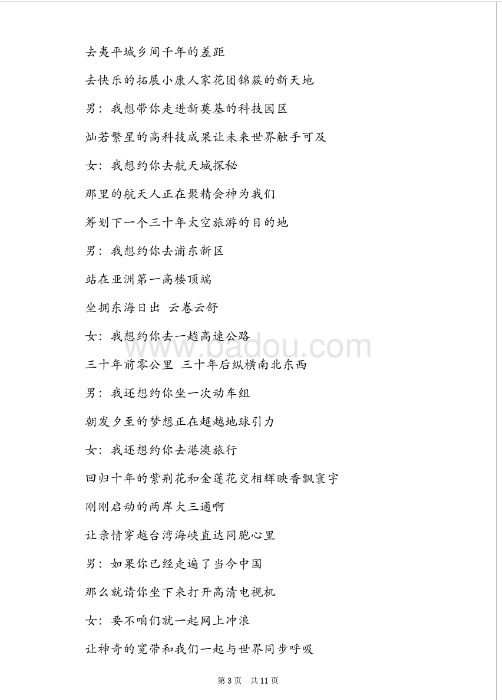 去夷平城乡间千年的差距
去快乐的拓展小康人家花团锦簇的新天地
男：我想带你走进新奠基的科技园区
灿若繁星的高科技成果让未来世界触手可及
女：我想约你去航天城探秘
那里的航天人正在聚精会神为我们
筹划下一个三十年太空旅游的目的地
男：我想约你去浦东新区
站在亚洲第一高楼顶端
坐拥东海日出 云卷云舒
女：我想约你去一趟高速公路
www.badou.com
三十年前零公里 三十年后纵横南北东西
男：我还想约你坐一次动车组
朝发夕至的梦想正在超越地球引力
女：我还想约你去港澳旅行
回归十年的紫荆花和金莲花交相辉映香飘寰宇
刚刚启动的两岸大三通啊
让亲情穿越台湾海峡直达同胞心里
男：如果你已经走遍了当今中国
那么就请你坐下来打开高清电视机
女：要不咱们就一起网上冲浪
让神奇的宽带和我们一起与世界同步呼吸
第 3 页 共 11 页